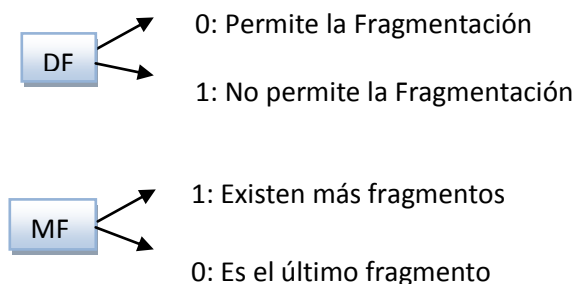 0: Permite la Fragmentación
DF
1: No permite la Fragmentación
1: Existen más fragmentos
MF
0: Es el último fragmento